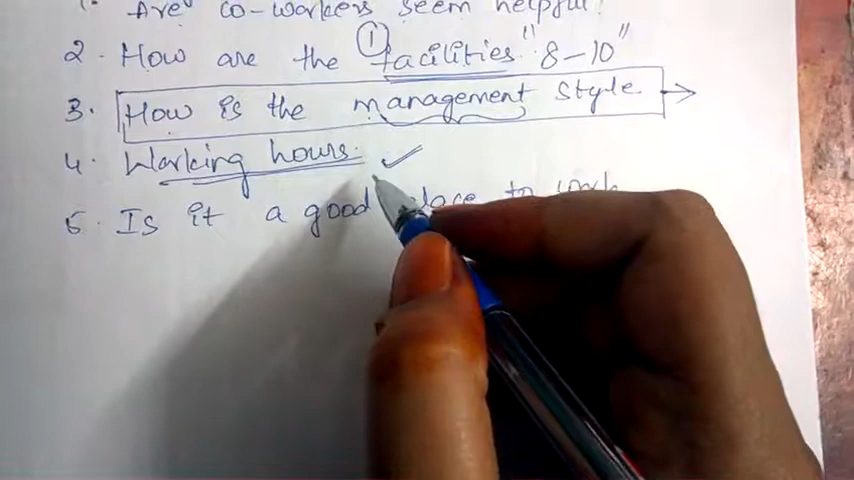 1. Are co-workers seem helpful?
2. How are the ① facilities "8-10"
3. How is the management style →
4. Working hours. ✓
5. Is it a good place to work